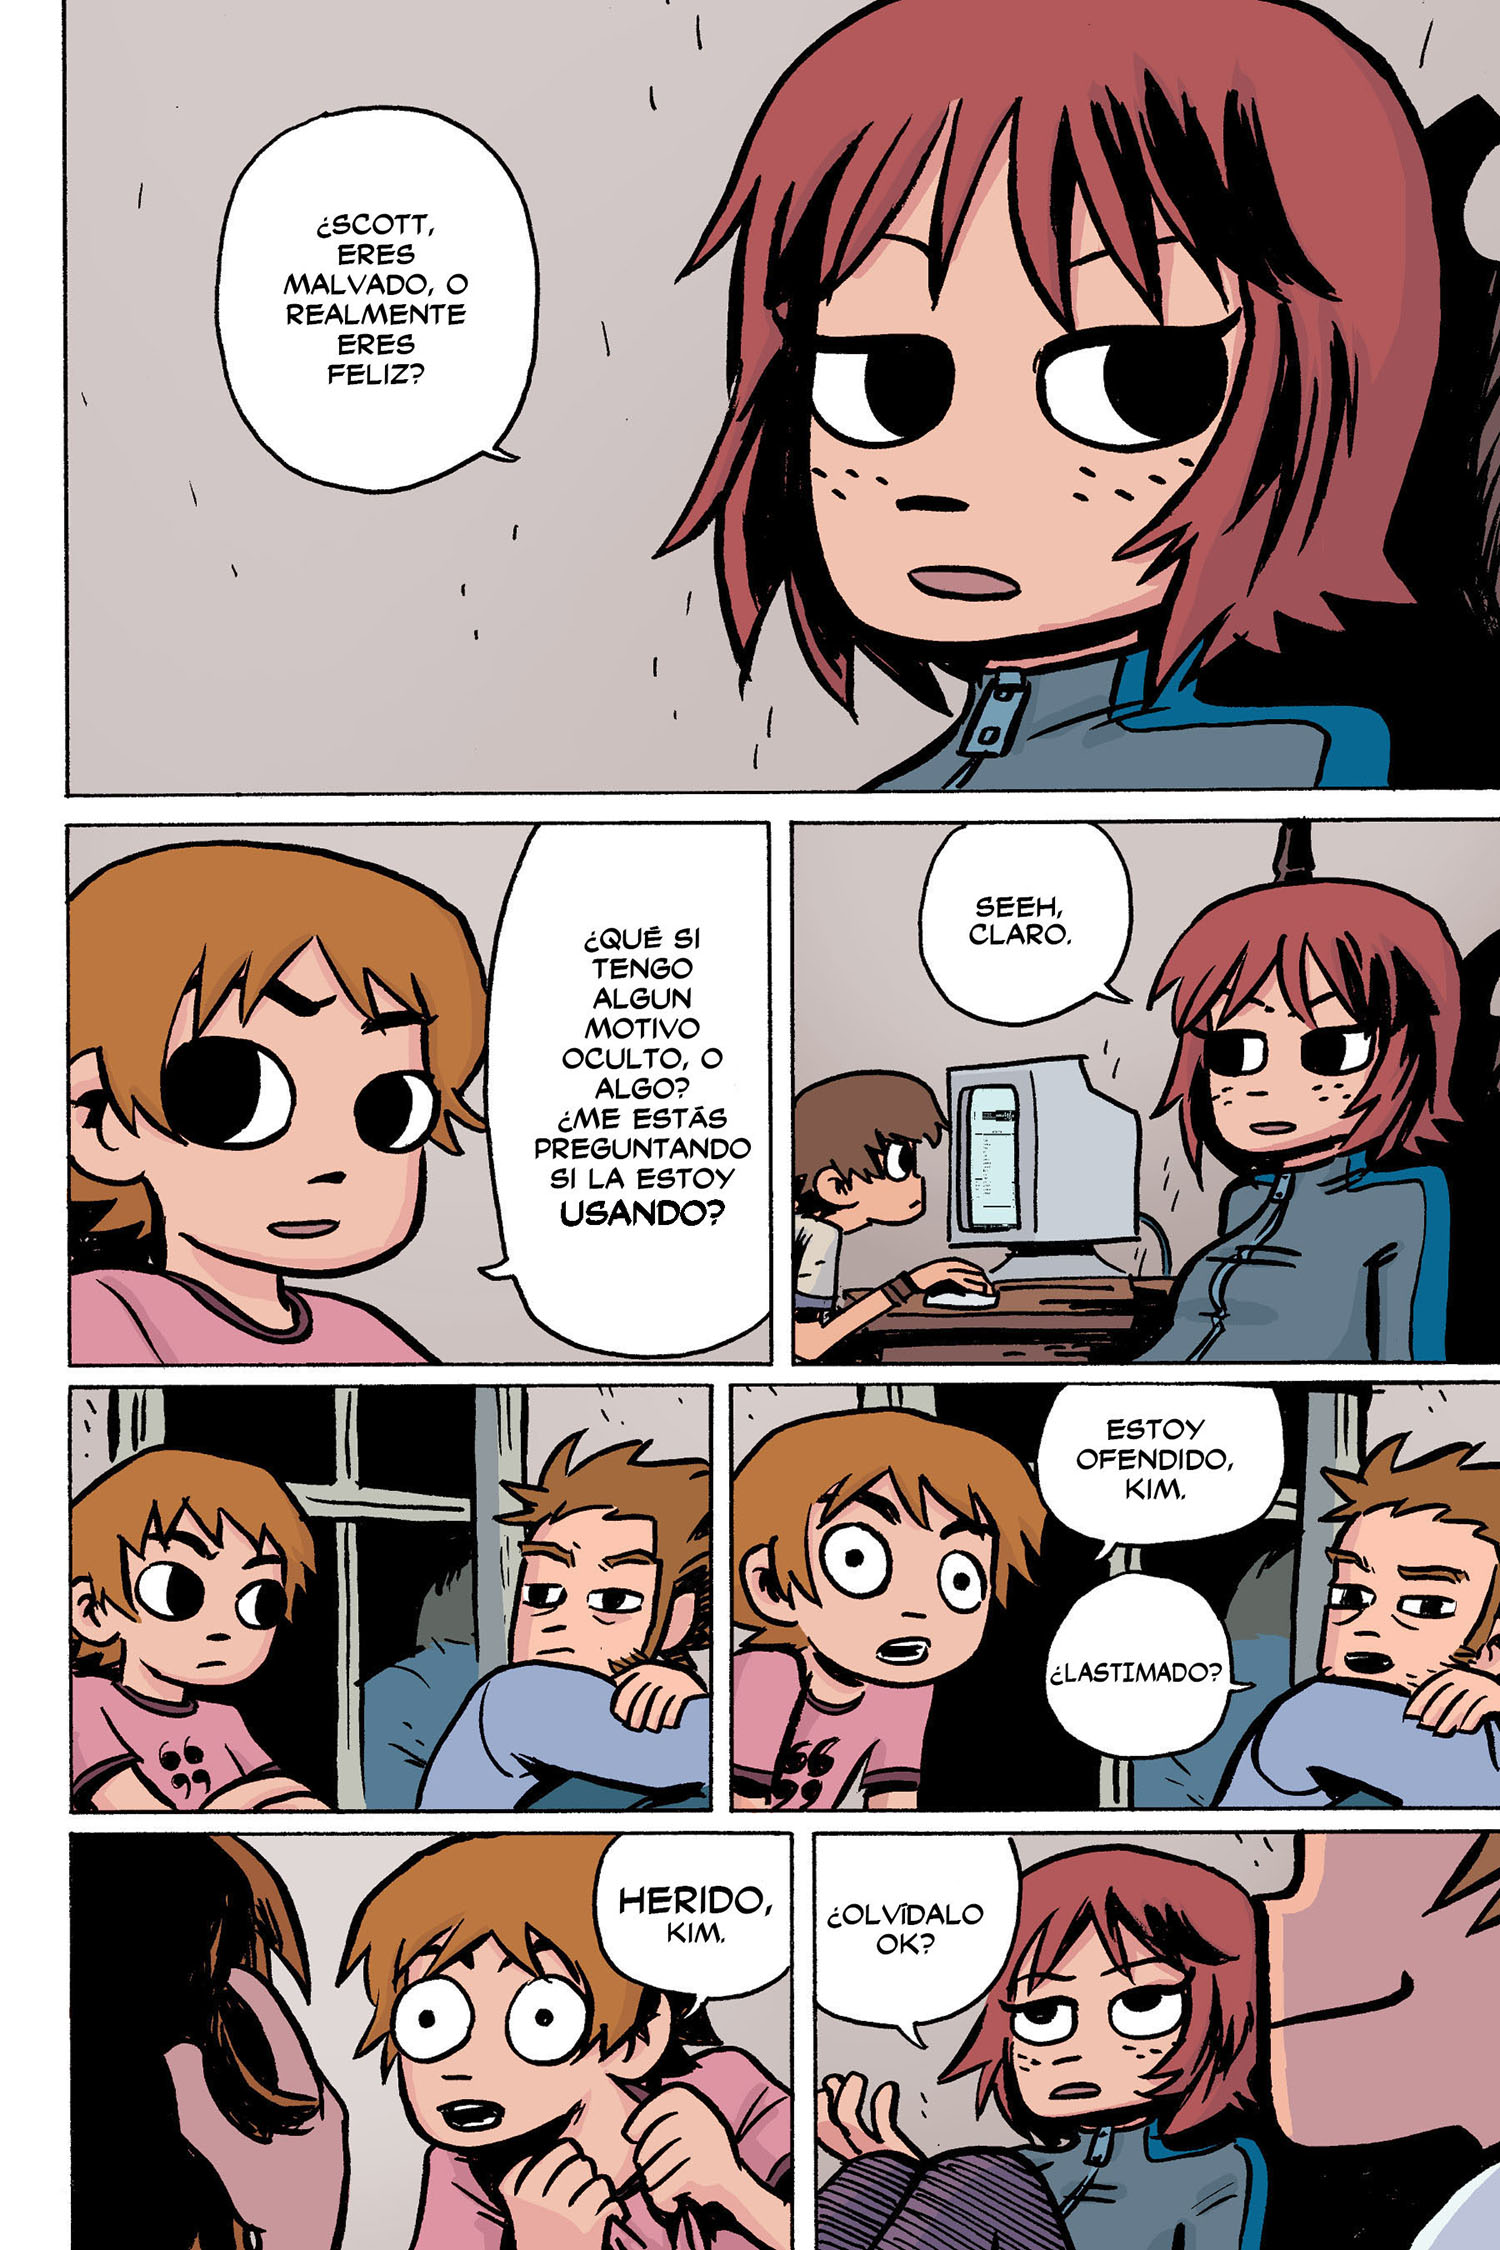 ¿SCOTT,
ERES
MALVADO, O
REALMENTE
ERES
FELIZ?
¿QUÉ SI
TENGO
ALGUN
MOTIVO
OCULTO, O
ALGO?
¿ME ESTÁS
PREGUNTANDO
SI LA ESTOY
USANDO?
SEEH,
CLARO.
ESTOY
OFENDIDO,
KIM.
¿LASTIMADO?
HERIDO,
KIM.
¿OLVÍDALO
OK?